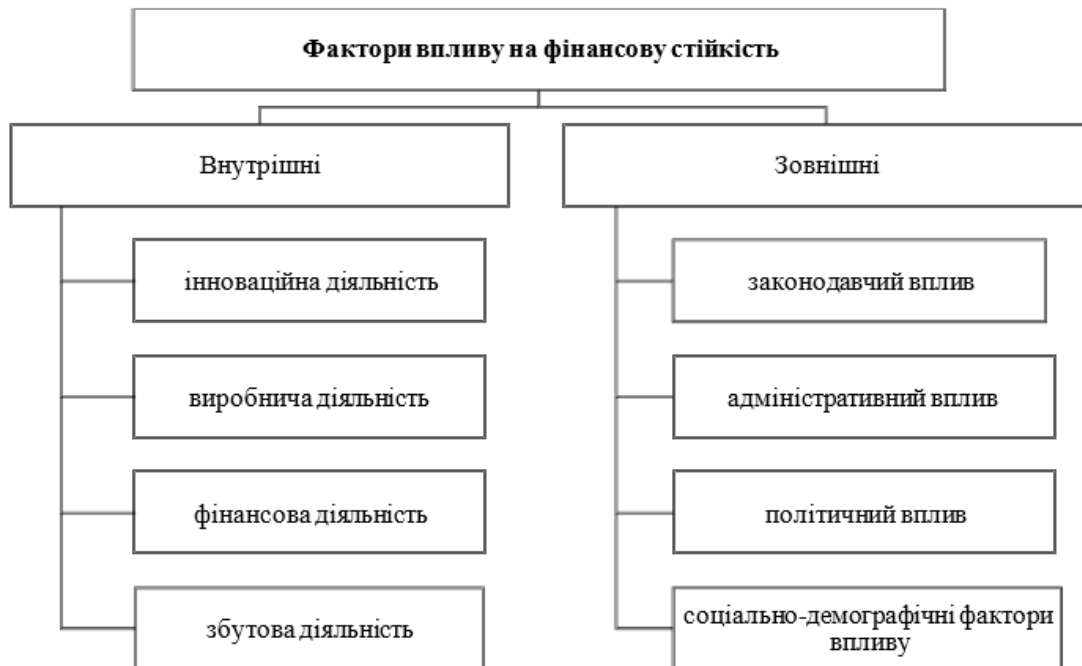 Фактори впливу на фінансову стійкість
Внутрішні
інноваційна діяльність
виробнича діяльність
фінансова діяльність
збутова діяльність
Зовнішні
законодавчий вплив
адміністративний вплив
політичний вплив
соціально-демографічні фактори
впливу